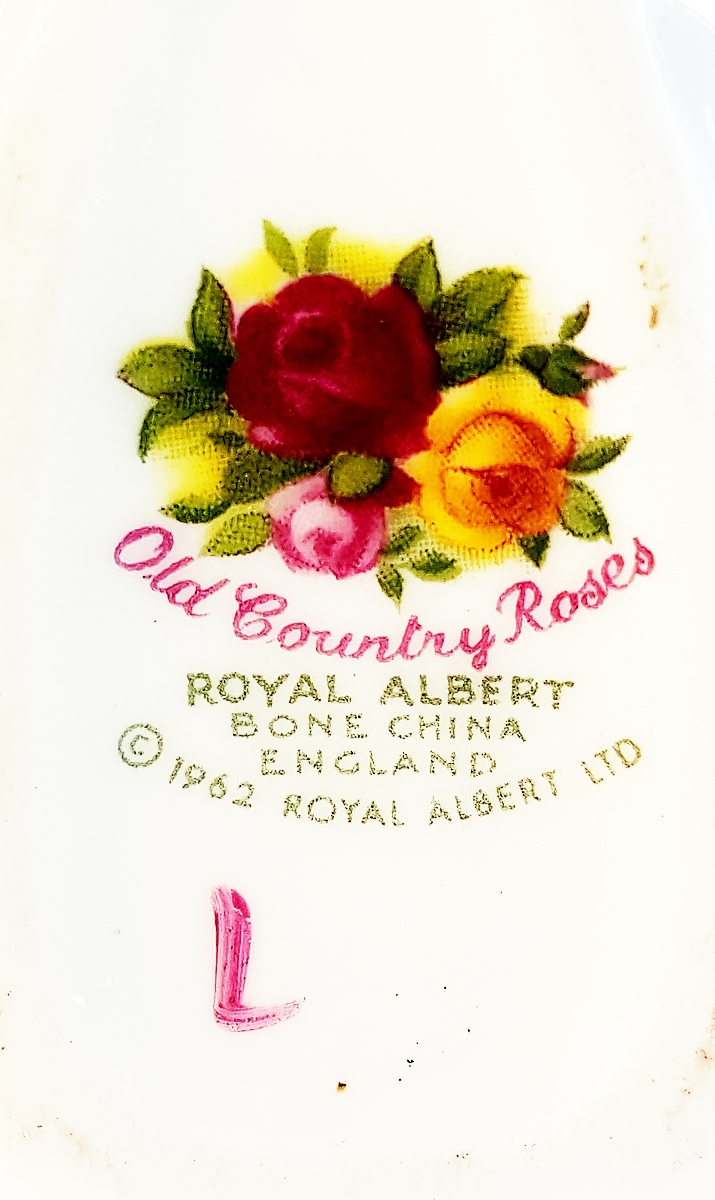 Old Country Roses
ROYAL ALBERT
BONE CHINA
ENGLAND
© 1962 ROYAL ALBERT LTD
L